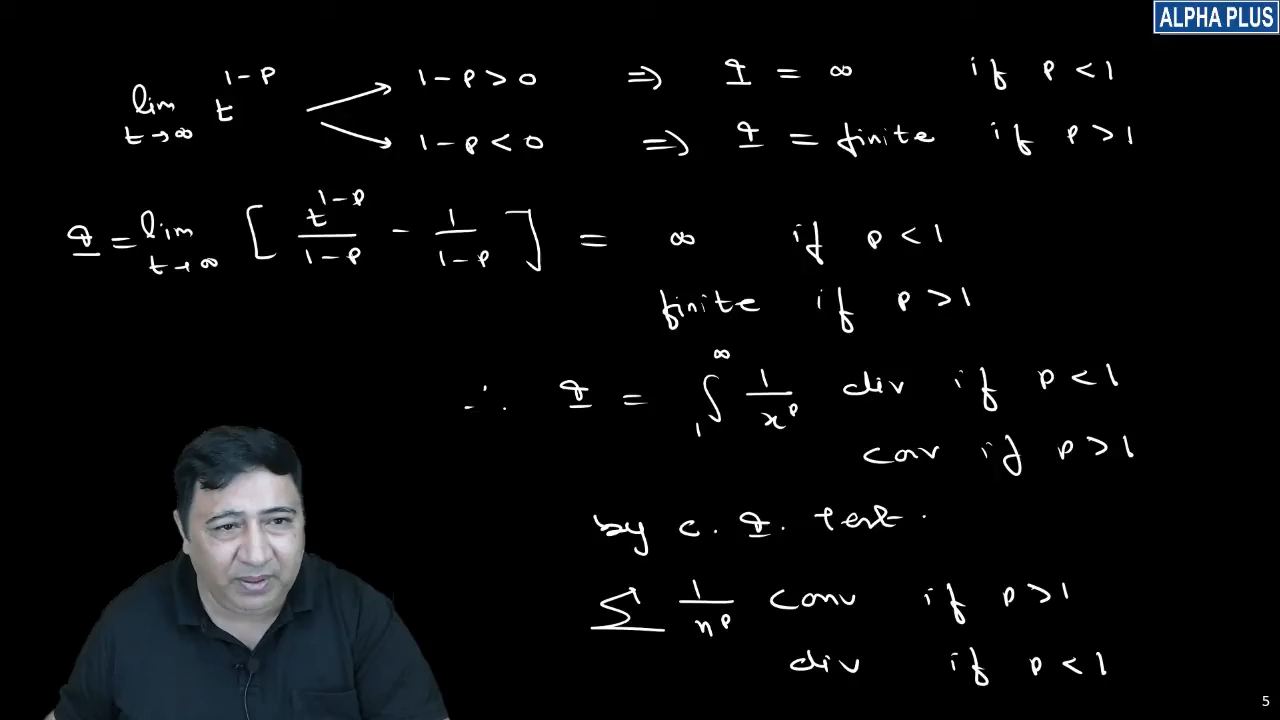 ALPHA PLUS
lim t→∞ t^(1-p) → 1-p > 0 ⇒ I = ∞ if p < 1
→ 1-p < 0 ⇒ I = finite if p > 1
I = lim t→∞ [ t^(1-p)/(1-p) - 1/(1-p) ] = ∞ if p < 1
finite if p > 1
∴ I = ∫₁^∞ 1/x^p div if p < 1
conv if p > 1
by c. I. test.
∑ 1/n^p conv if p > 1
div if p < 1
5